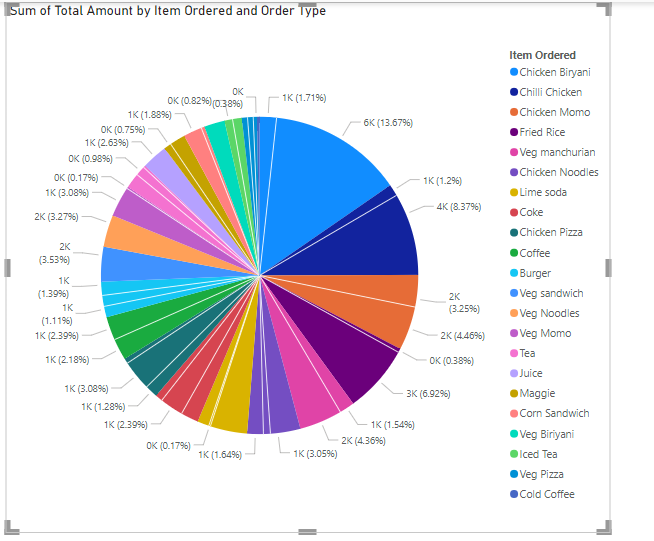 Sum of Total Amount by Item Ordered and Order Type
Item Ordered
Chicken Biryani
Chilli Chicken
Chicken Momo
Fried Rice
Veg manchurian
Chicken Noodles
Lime soda
Coke
Chicken Pizza
Coffee
Burger
Veg sandwich
Veg Noodles
Veg Momo
Tea
Juice
Maggie
Corn Sandwich
Veg Biriyani
Iced Tea
Veg Pizza
Cold Coffee
1K (1.71%)
6K (13.67%)
1K (1.2%)
4K (8.37%)
2K
(3.25%)
2K (4.46%)
0K (0.38%)
3K (6.92%)
1K (1.54%)
2K (4.36%)
1K (3.05%)
1K (1.64%)
0K (0.17%)
1K (2.39%)
1K (1.28%)
1K (3.08%)
1K (2.18%)
1K (2.39%)
1K
(1.11%)
1K
(1.39%)
2K
(3.53%)
2K (3.27%)
1K (3.08%)
0K (0.17%)
0K (0.98%)
1K (2.63%)
0K (0.75%)
1K (1.88%)
0K (0.82%)
0K
(0.38%)